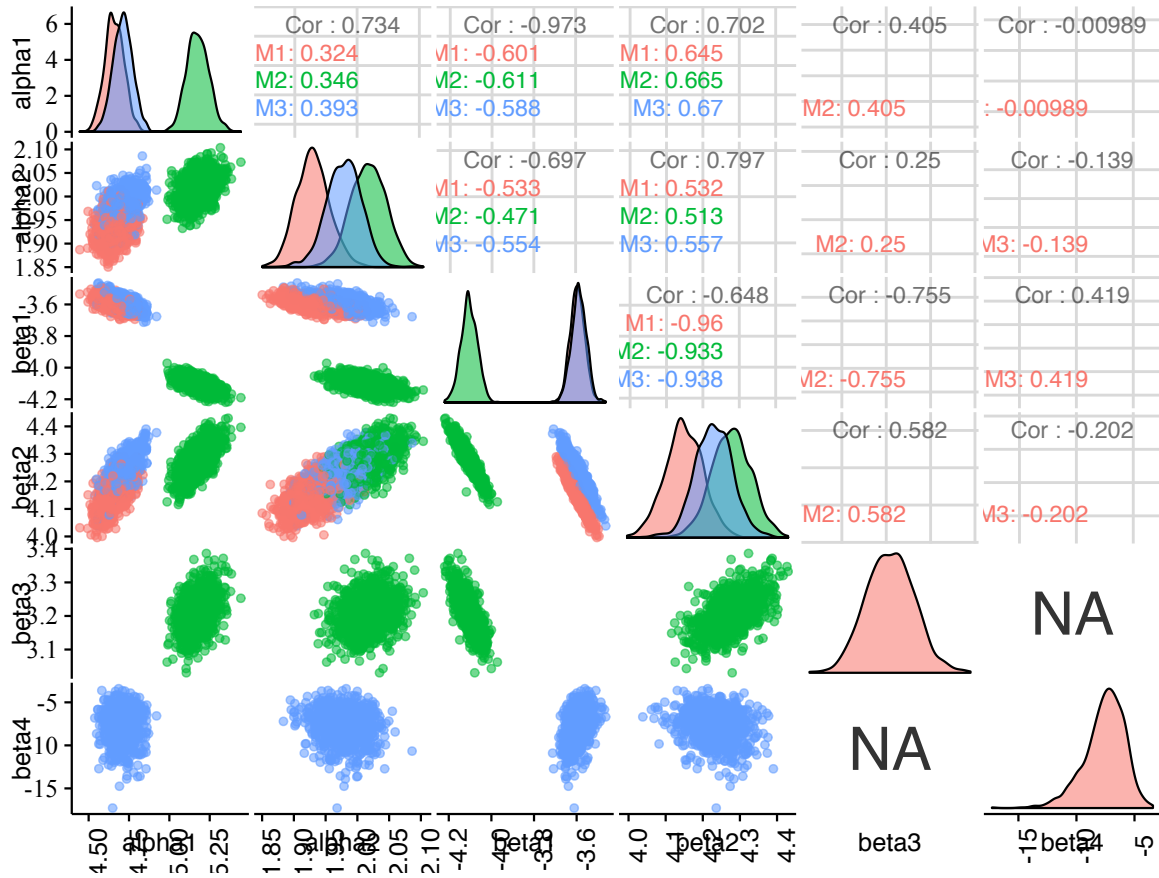 alpha1
6
4
2
0
Cor : 0.734
M1: 0.324
M2: 0.346
M3: 0.393
Cor : -0.973
M1: -0.601
M2: -0.611
M3: -0.588
Cor : 0.702
M1: 0.645
M2: 0.665
M3: 0.67
Cor : 0.405
M2: 0.405
Cor : -0.00989
: -0.00989
alpha2
2.10
2.05
2.00
1.95
1.90
1.85
Cor : -0.697
M1: -0.533
M2: -0.471
M3: -0.554
Cor : 0.797
M1: 0.532
M2: 0.513
M3: 0.557
Cor : 0.25
M2: 0.25
Cor : -0.139
M3: -0.139
beta1
-3.6
-3.8
-4.0
-4.2
Cor : -0.648
M1: -0.96
M2: -0.933
M3: -0.938
Cor : -0.755
M2: -0.755
Cor : 0.419
M3: 0.419
beta2
4.4
4.3
4.2
4.1
4.0
Cor : 0.582
M2: 0.582
Cor : -0.202
M3: -0.202
beta3
3.4
3.3
3.2
3.1
NA
beta4
-5
-10
-15
NA
4.50
4.75
5.00
5.25
alpha1
1.85
1.90
1.95
2.00
2.05
2.10
alpha2
-4.2
-4.0
-3.8
-3.6
beta1
4.0
4.1
4.2
4.3
4.4
beta2
beta3
-15
-10
-5
beta4